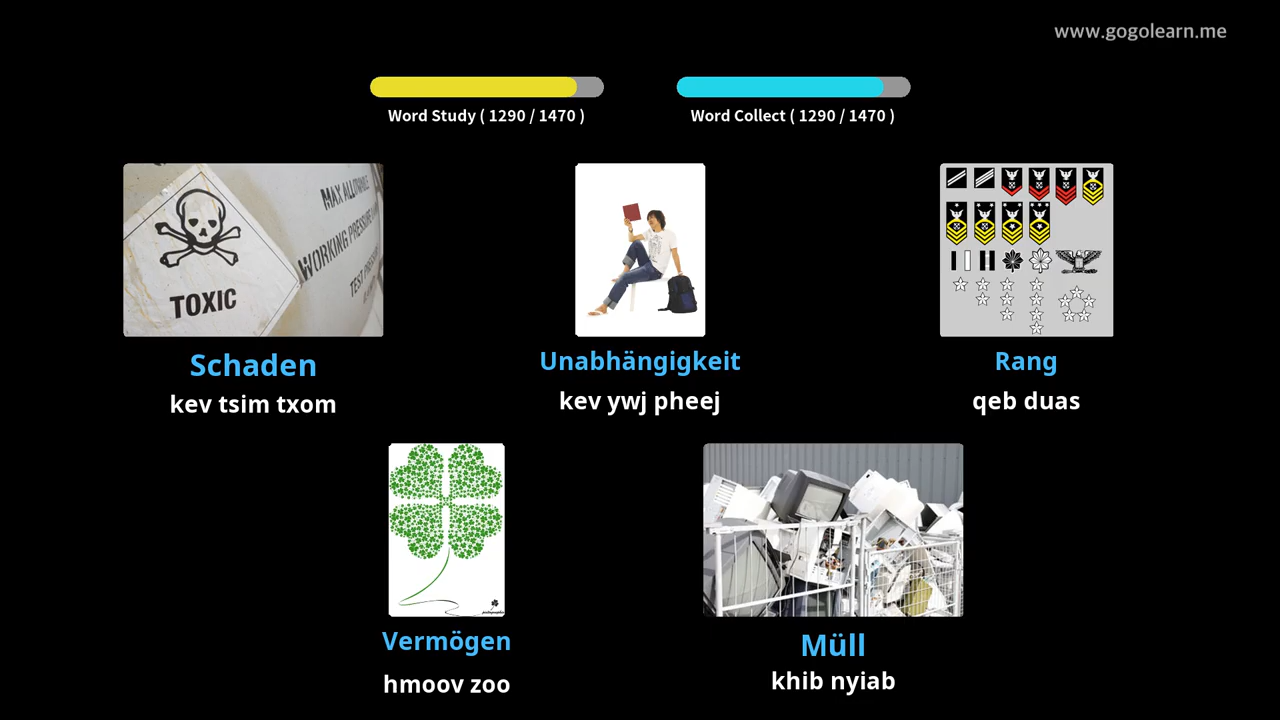 www.gogolearn.me
Word Study ( 1290 / 1470 )
Word Collect ( 1290 / 1470 )
MAX ALLOWABLE
WORKING PRESSURE
TEST
TOXIC
Schaden
kev tsim txom
Unabhängigkeit
kev ywj pheej
Rang
qeb duas
Vermögen
hmoov zoo
Müll
khib nyiab